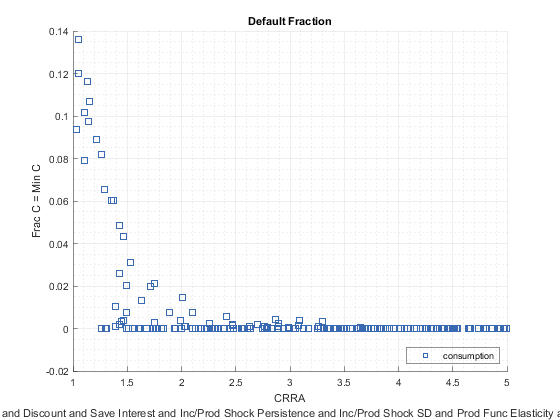 Default Fraction
0.14
0.12
0.1
0.08
0.06
0.04
0.02
0
-0.02
Frac C = Min C
consumption
1 1.5 2 2.5 3 3.5 4 4.5 5
CRRA
and Discount and Save Interest and Inc/Prod Shock Persistence and Inc/Prod Shock SD and Prod Func Elasticity